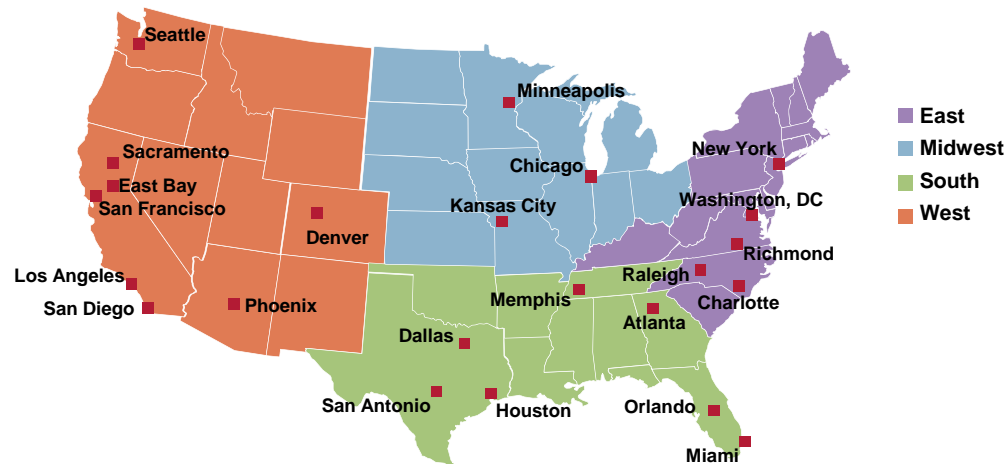 Seattle
Minneapolis
East
Midwest
South
West
New York
Sacramento
Chicago
East Bay
San Francisco
Washington, DC
Kansas City
Denver
Richmond
Los Angeles
Raleigh
San Diego
Phoenix
Memphis
Charlotte
Atlanta
Dallas
San Antonio
Houston
Orlando
Miami